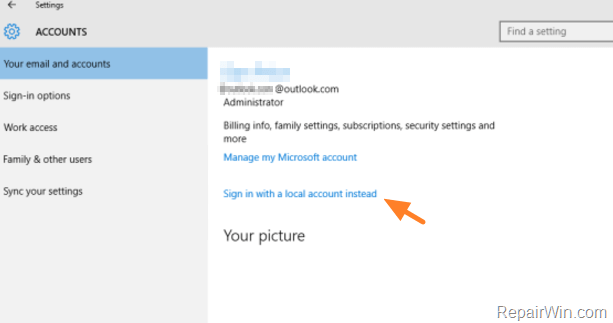 Settings
ACCOUNTS
Find a setting
Your email and accounts
Sign-in options
Work access
Family & other users
Sync your settings
@outlook.com
Administrator
Billing info, family settings, subscriptions, security settings and
more
Manage my Microsoft account
Sign in with a local account instead
Your picture
RepairWin.com